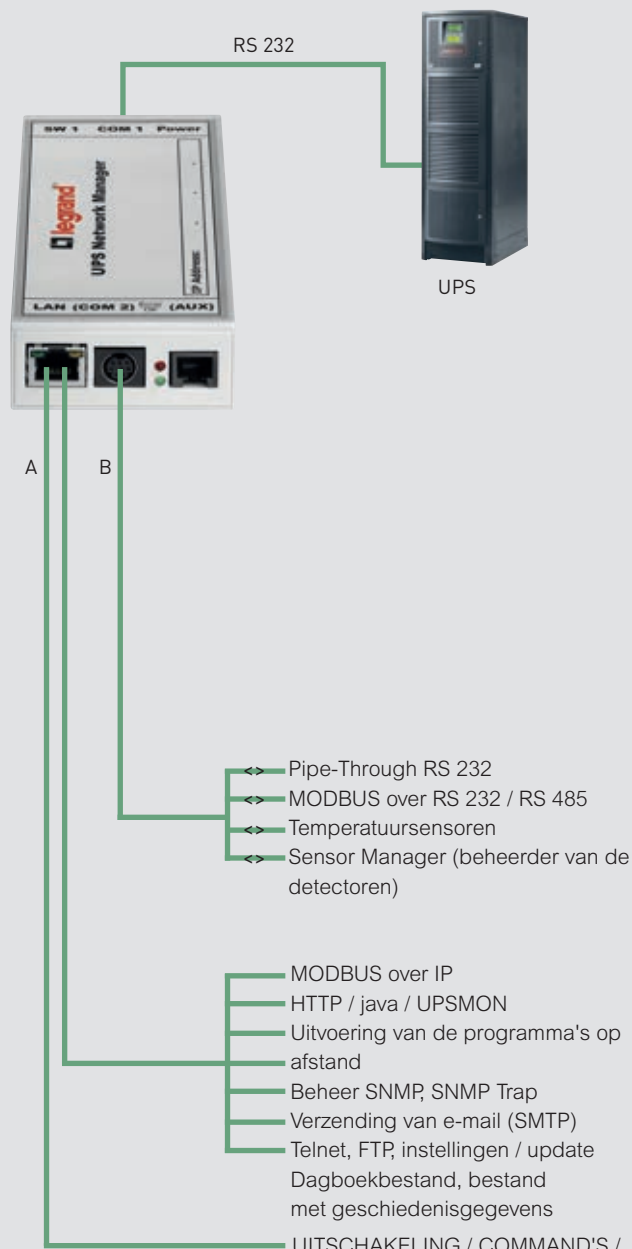 RS 232
SW 1 COM 1 Power
legrand
UPS Network Manager
IP Address:
LAN (COM 2) (AUX)
UPS
A
B
<> Pipe-Through RS 232
<> MODBUS over RS 232 / RS 485
<> Temperatuursensoren
<> Sensor Manager (beheerder van de
detectoren)
MODBUS over IP
HTTP / java / UPSMON
Uitvoering van de programma's op
afstand
Beheer SNMP, SNMP Trap
Verzending van e-mail (SMTP)
Telnet, FTP, instellingen / update
Dagboekbestand, bestand
met geschiedenisgegevens
UITSCHAKELING / COMMAND'S /